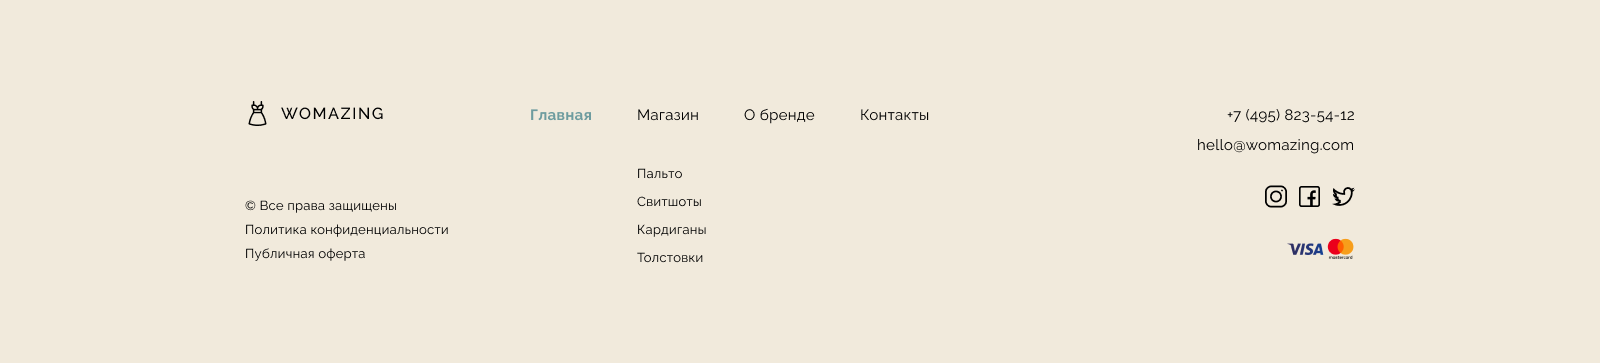 WOMAZING
Главная
Магазин
О бренде
Контакты
+7 (495) 823-54-12
hello@womazing.com
Пальто
Свитшоты
Кардиганы
Толстовки
© Все права защищены
Политика конфиденциальности
Публичная оферта
VISA
mastercard